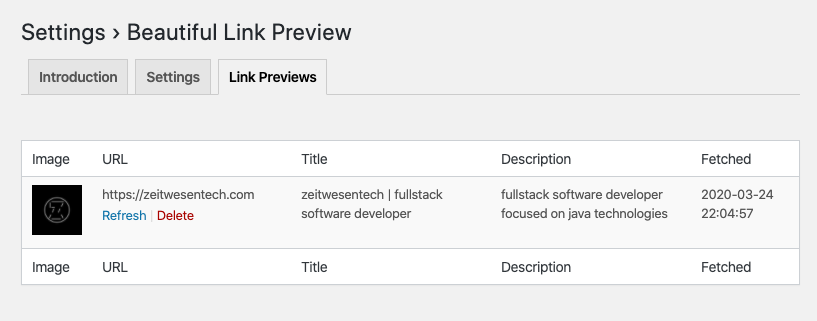 Settings › Beautiful Link Preview
Introduction Settings Link Previews
Image URL Title Description Fetched
https://zeitwesentech.com zeitwesentech | fullstack fullstack software developer 2020-03-24
Refresh | Delete software developer focused on java technologies 22:04:57
Image URL Title Description Fetched